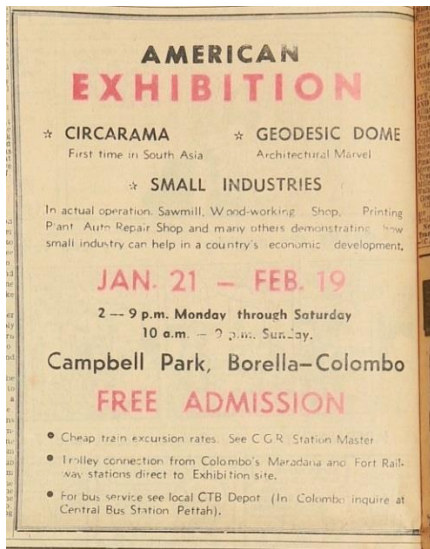 AMERICAN
EXHIBITION
☆ CIRCARAMA ☆ GEODESIC DOME
First time in South Asia Architectural Marvel
☆ SMALL INDUSTRIES
In actual operation. Sawmill, Wood-working Shop, Printing
Plant Auto Repair Shop and many others demonstrating how
small industry can help in a country's economic development.
JAN. 21 — FEB. 19
2 — 9 p.m. Monday through Saturday
10 a.m. — 9 p.m. Sunday.
Campbell Park, Borella—Colombo
FREE ADMISSION
• Cheap train excursion rates. See C.G.R. Station Master
• Trolley connection from Colombo's Maradana and Fort Rail-
way stations direct to Exhibition site.
• For bus service see local CTB Depot (In Colombo inquire at
Central Bus Station Pettah).